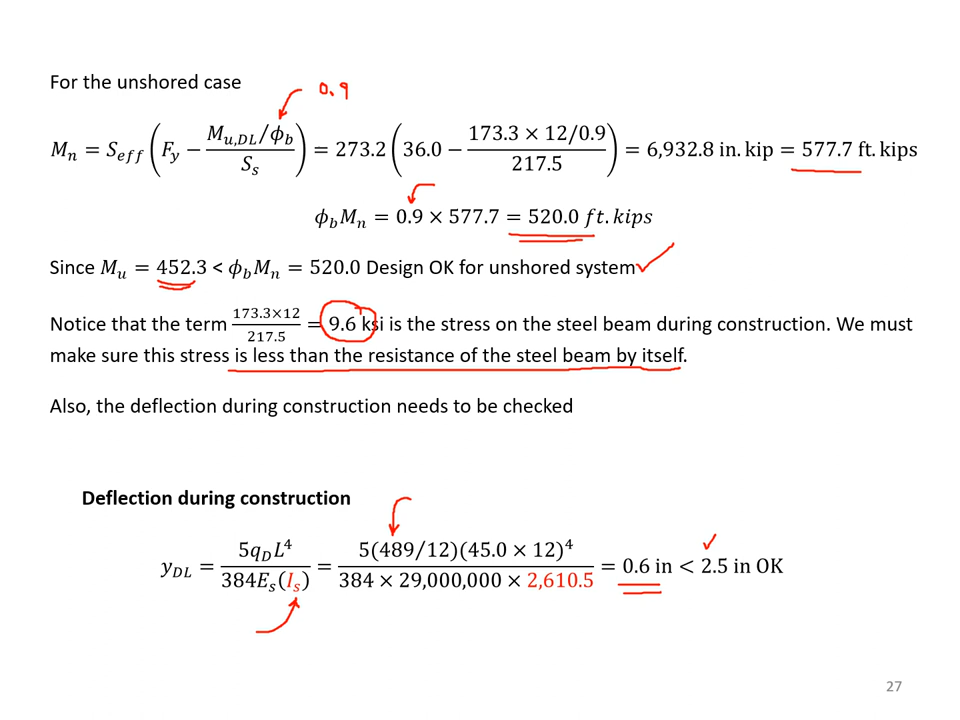 For the unshored case
0.9
M_n = S_eff (F_y − (M_u,DL/ϕ_b)/S_s) = 273.2 (36.0 − (173.3 × 12/0.9)/217.5) = 6,932.8 in. kip = 577.7 ft. kips
ϕ_b M_n = 0.9 × 577.7 = 520.0 ft. kips
Since M_u = 452.3 < ϕ_b M_n = 520.0 Design OK for unshored system
Notice that the term (173.3×12)/217.5 = 9.6 ksi is the stress on the steel beam during construction. We must
make sure this stress is less than the resistance of the steel beam by itself.
Also, the deflection during construction needs to be checked
Deflection during construction
y_DL = 5q_D L^4/(384E_s(I_s)) = 5(489/12)(45.0 × 12)^4/(384 × 29,000,000 × 2,610.5) = 0.6 in < 2.5 in OK
27